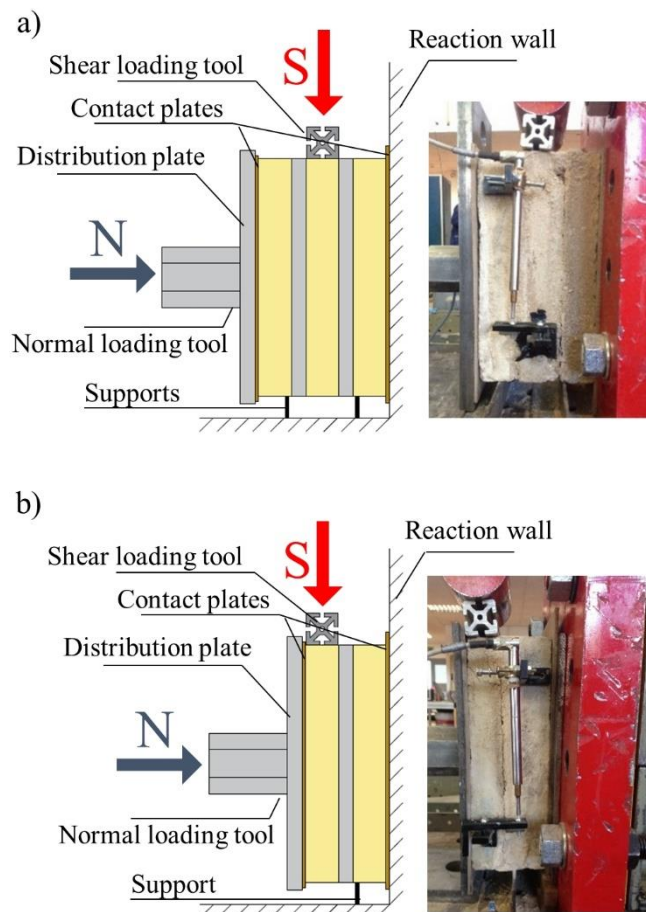 a)
S
Reaction wall
Shear loading tool
Contact plates
Distribution plate
N
Normal loading tool
Supports
b)
S
Reaction wall
Shear loading tool
Contact plates
Distribution plate
N
Normal loading tool
Support